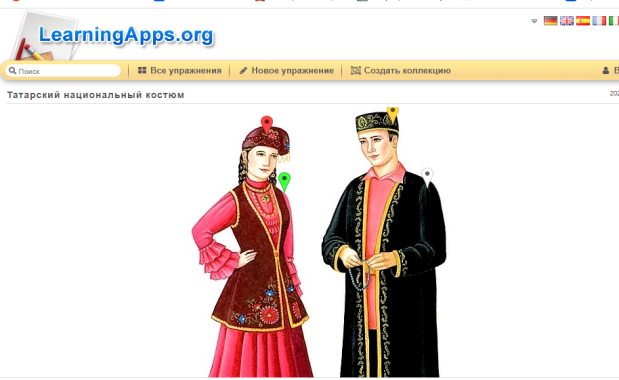 LearningApps.org
Поиск
Все упражнения
Новое упражнение
Создать коллекцию
Татарский национальный костюм